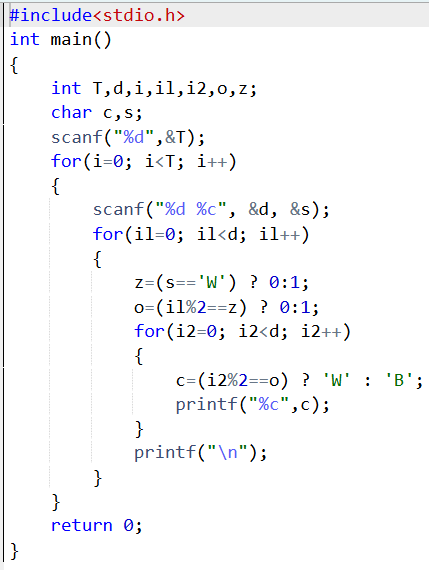 #include<stdio.h>
int main()
{
    int T,d,i,il,i2,o,z;
    char c,s;
    scanf("%d",&T);
    for(i=0; i<T; i++)
    {
        scanf("%d %c", &d, &s);
        for(il=0; il<d; il++)
        {
            z=(s=='W') ? 0:1;
            o=(il%2==z) ? 0:1;
            for(i2=0; i2<d; i2++)
            {
                c=(i2%2==o) ? 'W' : 'B';
                printf("%c",c);
            }
            printf("\n");
        }
    }
    return 0;
}